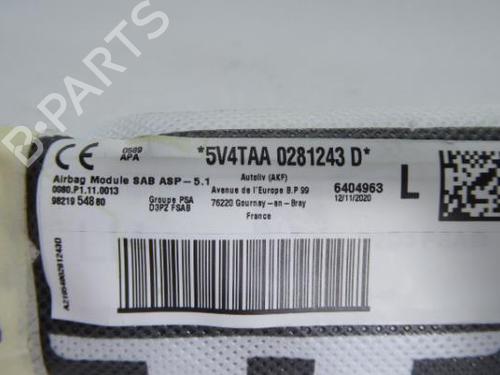 B-PARTS
0589
APA
*5V4TAA 0281243 D*
Airbag Module SAB ASP-5.1
0080.P1.11.0013
98219 548 80
Groupe PSA
D3P2 FSAB
Autoliv (AKF)
Avenue de l'Europe B.P 99
76220 Gournay-en-Bray
France
6404963
12/11/2020
L